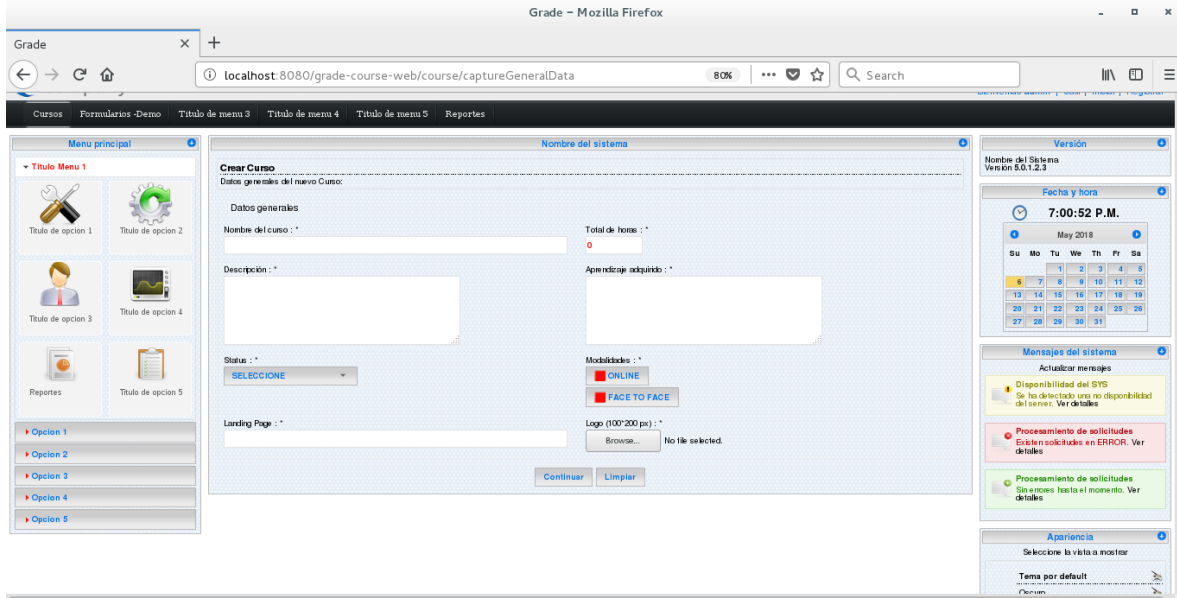 Grade - Mozilla Firefox
Grade
localhost:8080/grade-course-web/course/captureGeneralData
80%
Search
Cursos Formularios -Demo Titulo de menu 3 Titulo de menu 4 Titulo de menu 5 Reportes
Menu principal
Titulo Menu 1
Titulo de opcion 1
Titulo de opcion 2
Titulo de opcion 3
Titulo de opcion 4
Reportes
Titulo de opcion 5
Opcion 1
Opcion 2
Opcion 3
Opcion 4
Opcion 5
Nombre del sistema
Crear Curso
Datos generales del nuevo Curso:
Datos generales
Nombre del curso : *
Total de horas : *
0
Descripción : *
Aprendizaje adquirido : *
Status : *
SELECCIONE
Modalidades : *
ONLINE
FACE TO FACE
Landing Page : *
Logo (100*200 px) : *
Browse... No file selected.
Continuar Limpiar
Versión
Nombre del Sistema
Versión 5.0.1.2.3
Fecha y hora
7:00:52 P.M.
May 2018
Su Mo Tu We Th Fr Sa
1 2 3 4 5
6 7 8 9 10 11 12
13 14 15 16 17 18 19
20 21 22 23 24 25 26
27 28 29 30 31
Mensajes del sistema
Actualizar mensajes
Disponibilidad del SYS
Se ha detectado una no disponibilidad
del server. Ver detalles
Procesamiento de solicitudes
Existen solicitudes en ERROR. Ver
detalles
Procesamiento de solicitudes
Sin errores hasta el momento. Ver
detalles
Apariencia
Seleccione la vista a mostrar
Tema por default
Oscuro